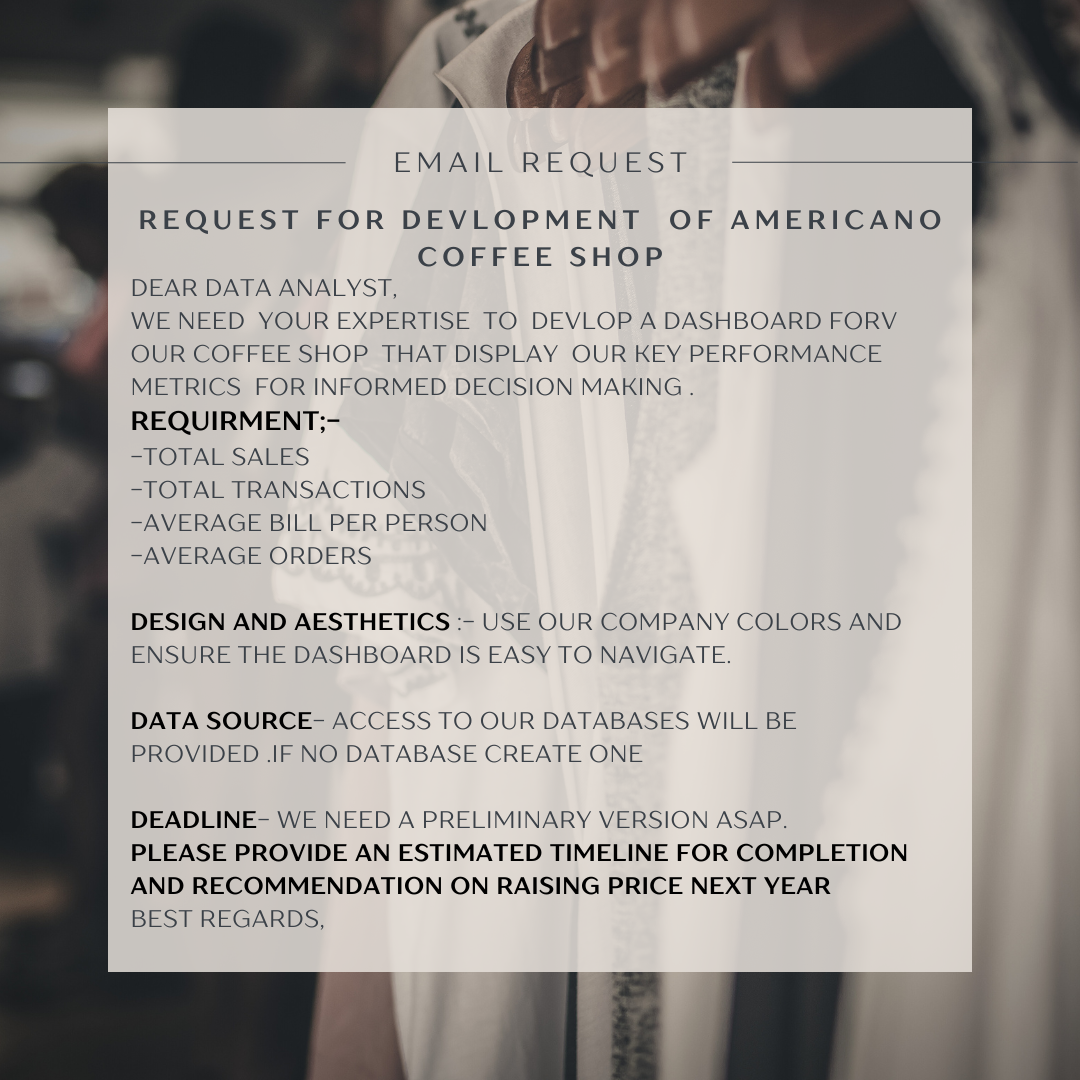 EMAIL REQUEST
REQUEST FOR DEVLOPMENT OF AMERICANO
COFFEE SHOP
DEAR DATA ANALYST,
WE NEED YOUR EXPERTISE TO DEVLOP A DASHBOARD FORV
OUR COFFEE SHOP THAT DISPLAY OUR KEY PERFORMANCE
METRICS FOR INFORMED DECISION MAKING .
REQUIRMENT;-
-TOTAL SALES
-TOTAL TRANSACTIONS
-AVERAGE BILL PER PERSON
-AVERAGE ORDERS
DESIGN AND AESTHETICS :- USE OUR COMPANY COLORS AND
ENSURE THE DASHBOARD IS EASY TO NAVIGATE.
DATA SOURCE- ACCESS TO OUR DATABASES WILL BE
PROVIDED .IF NO DATABASE CREATE ONE
DEADLINE- WE NEED A PRELIMINARY VERSION ASAP.
PLEASE PROVIDE AN ESTIMATED TIMELINE FOR COMPLETION
AND RECOMMENDATION ON RAISING PRICE NEXT YEAR
BEST REGARDS,